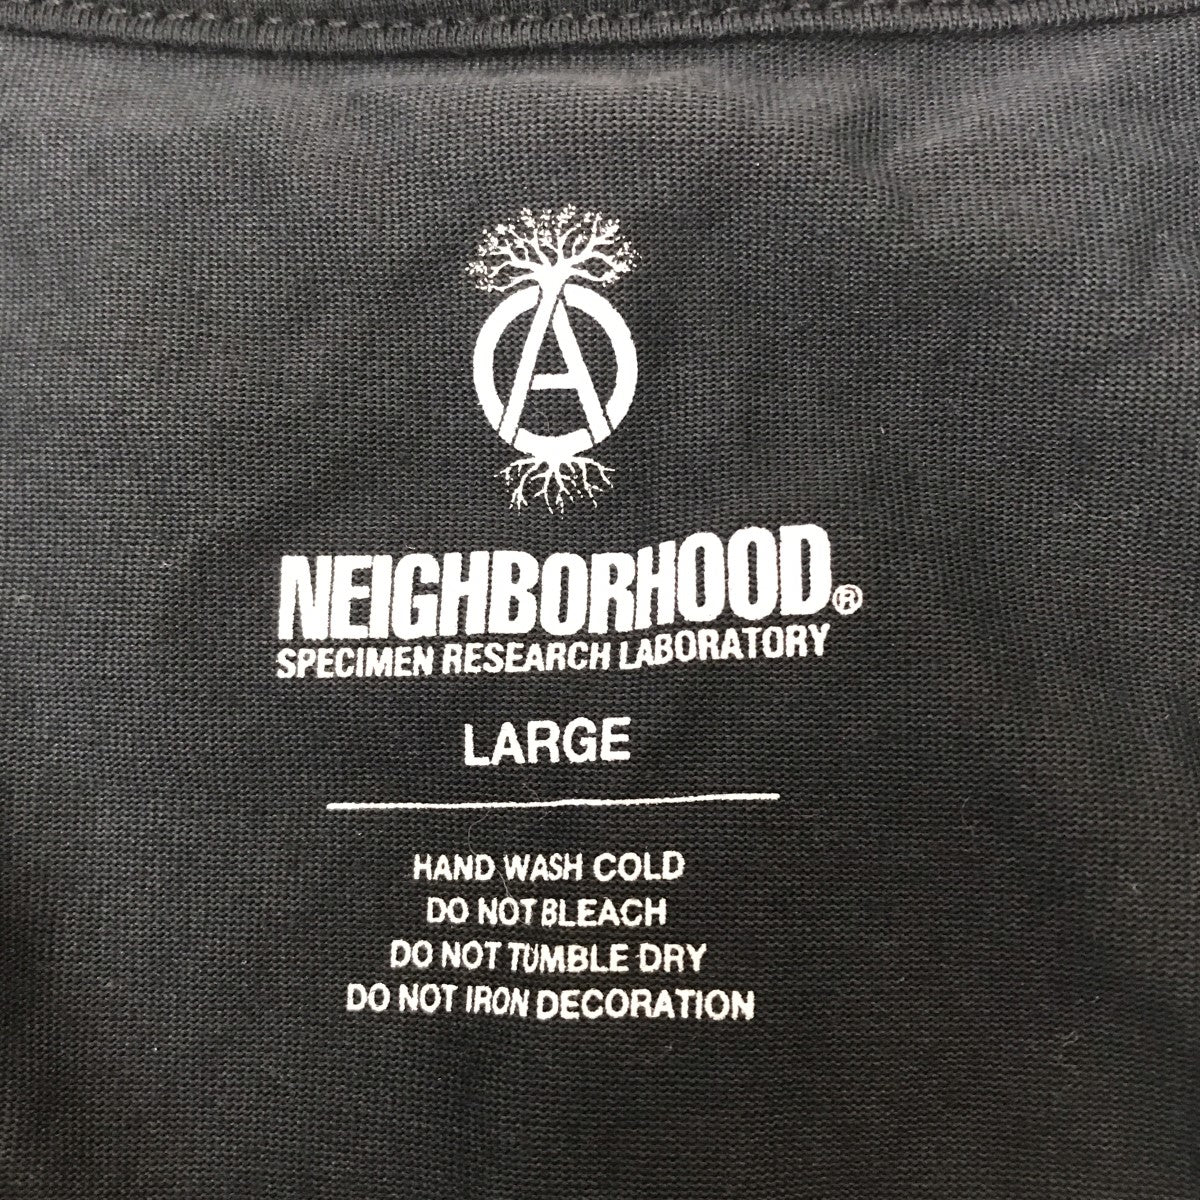 A
NEIGHBORHOOD®
SPECIMEN RESEARCH LABORATORY
LARGE
HAND WASH COLD
DO NOT BLEACH
DO NOT TUMBLE DRY
DO NOT IRON DECORATION